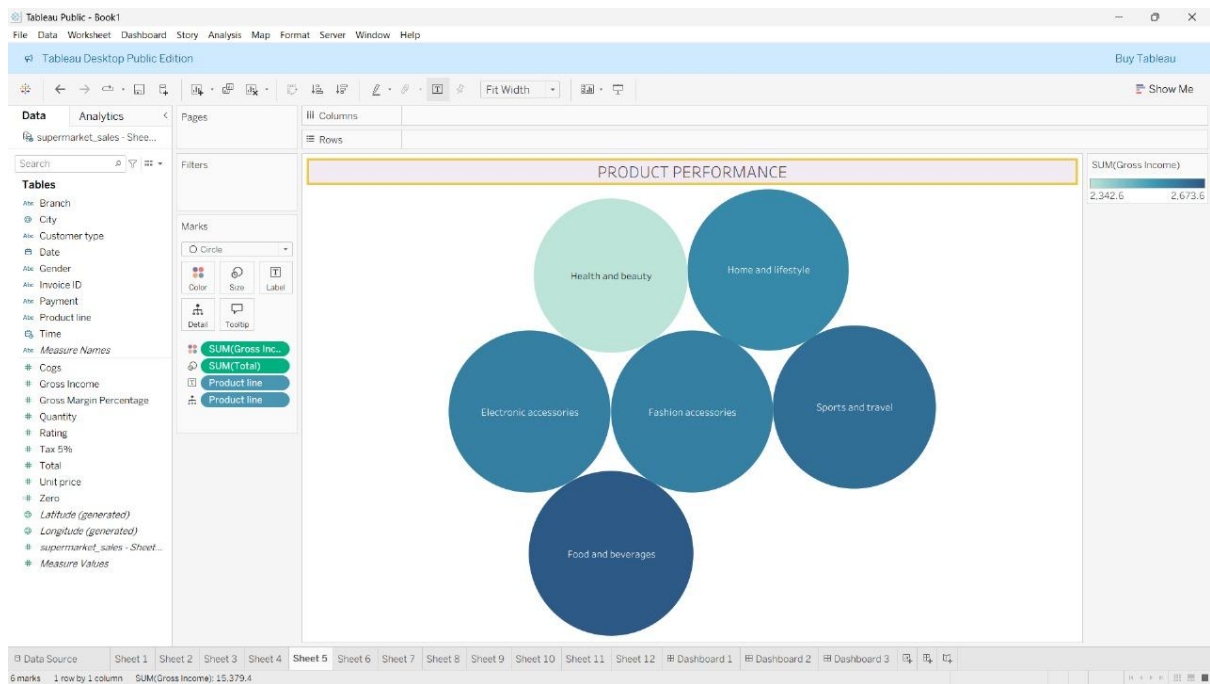 Tableau Public - Book1
File Data Worksheet Dashboard Story Analysis Map Format Server Window Help
Tableau Desktop Public Edition
Buy Tableau
Fit Width
Show Me
Data Analytics
supermarket_sales - Shee...
Search
Tables
Abc Branch
City
Abc Customer type
Date
Abc Gender
Abc Invoice ID
Abc Payment
Abc Product line
Time
Abc Measure Names
# Cogs
# Gross Income
# Gross Margin Percentage
# Quantity
# Rating
# Tax 5%
# Total
# Unit price
# Zero
Latitude (generated)
Longitude (generated)
# supermarket_sales - Sheet...
# Measure Values
Pages
Filters
Marks
Circle
Color Size Label
Detail Tooltip
SUM(Gross Inc..
SUM(Total)
Product line
Product line
Columns
Rows
PRODUCT PERFORMANCE
Health and beauty
Home and lifestyle
Electronic accessories
Fashion accessories
Sports and travel
Food and beverages
SUM(Gross Income)
2,342.6 2,673.6
Data Source Sheet 1 Sheet 2 Sheet 3 Sheet 4 Sheet 5 Sheet 6 Sheet 7 Sheet 8 Sheet 9 Sheet 10 Sheet 11 Sheet 12 Dashboard 1 Dashboard 2 Dashboard 3
6 marks 1 row by 1 column SUM(Gross Income): 15,379.4